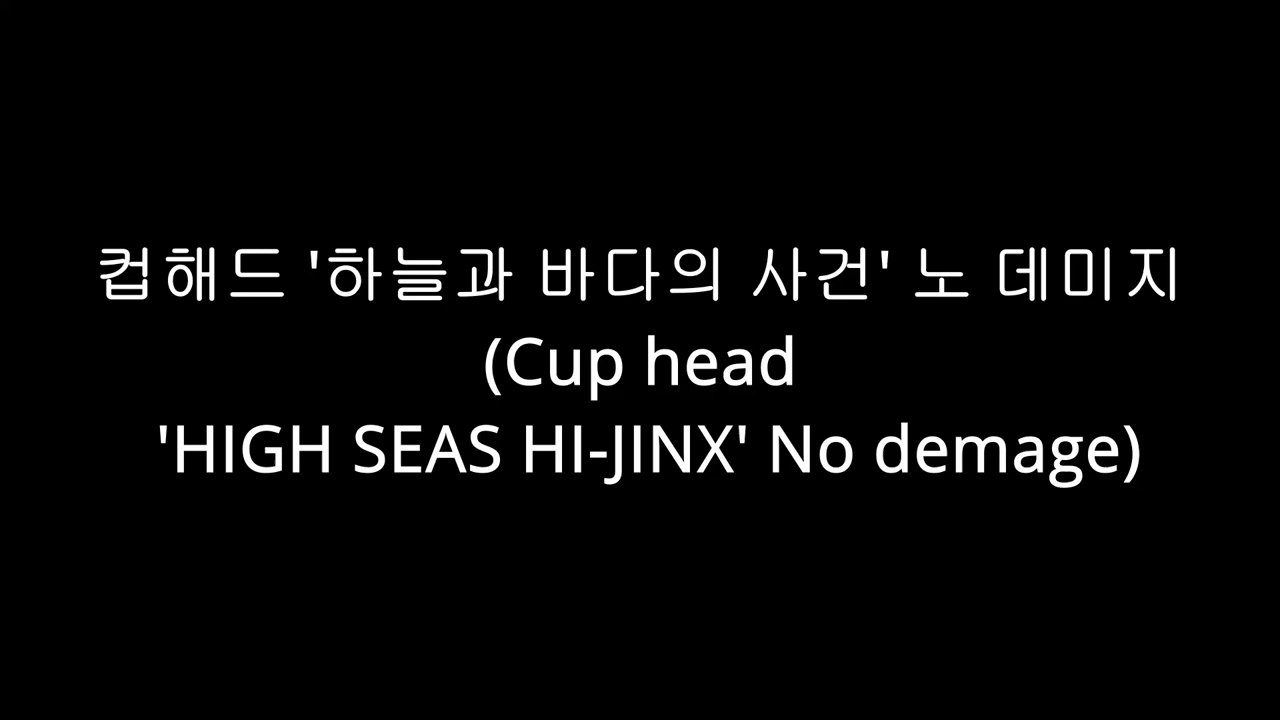 컵해드 '하늘과 바다의 사건' 노 데미지
(Cup head
'HIGH SEAS HI-JINX' No demage)